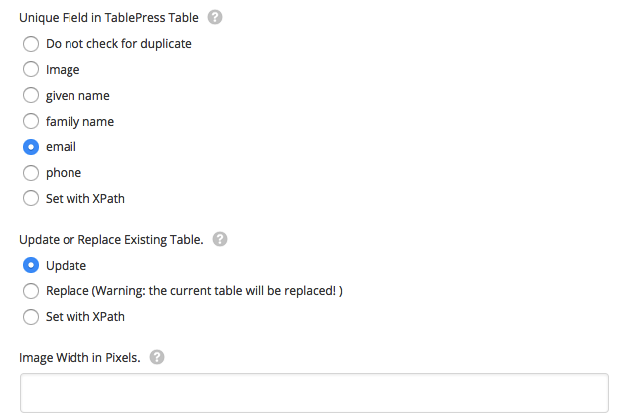 Unique Field in TablePress Table ?
Do not check for duplicate
Image
given name
family name
email
phone
Set with XPath
Update or Replace Existing Table. ?
Update
Replace (Warning: the current table will be replaced! )
Set with XPath
Image Width in Pixels. ?